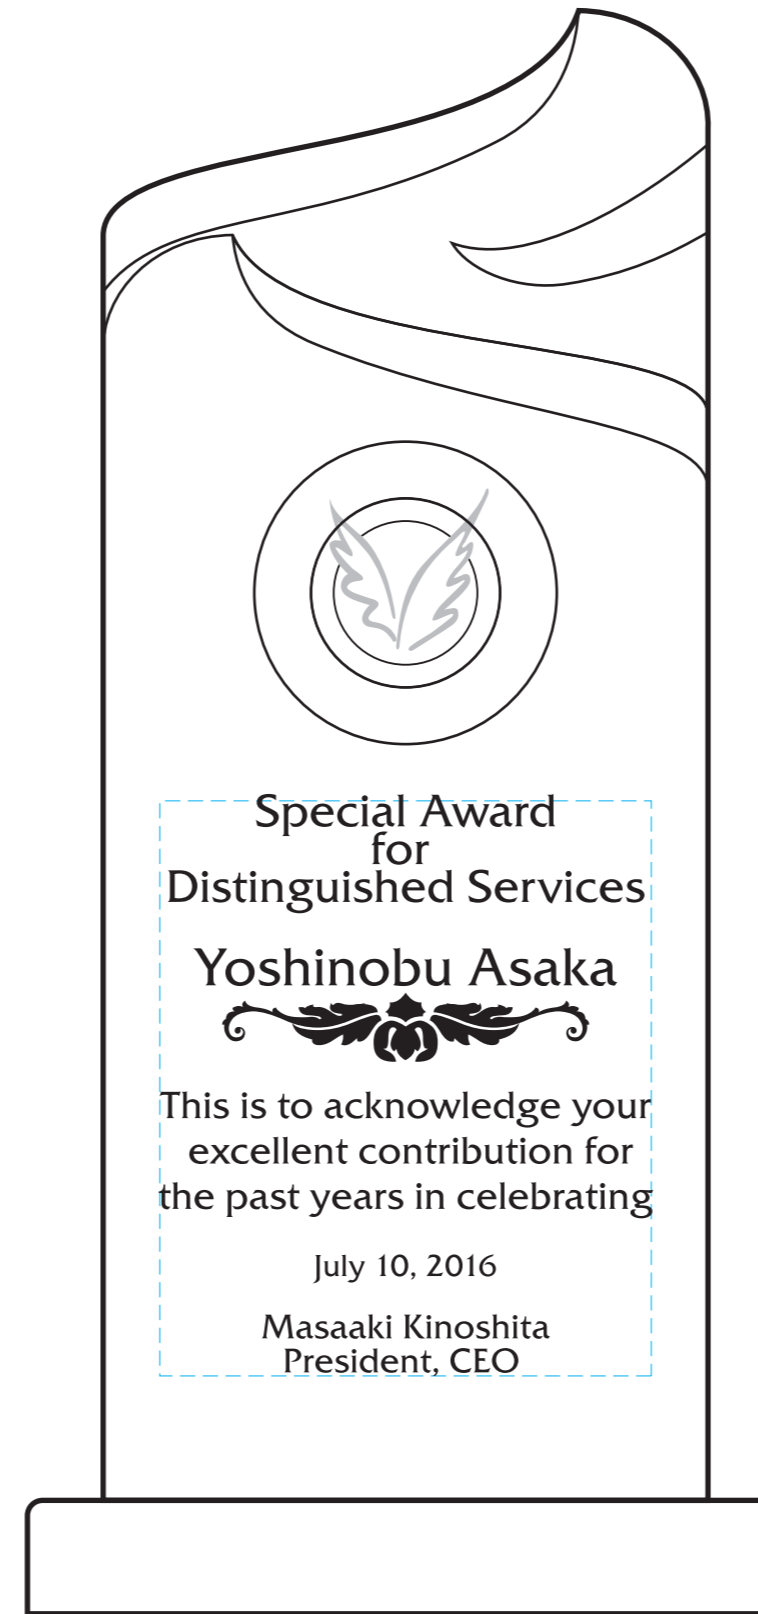 Special Award
for
Distinguished Services
Yoshinobu Asaka
This is to acknowledge your
excellent contribution for
the past years in celebrating
July 10, 2016
Masaaki Kinoshita
President, CEO